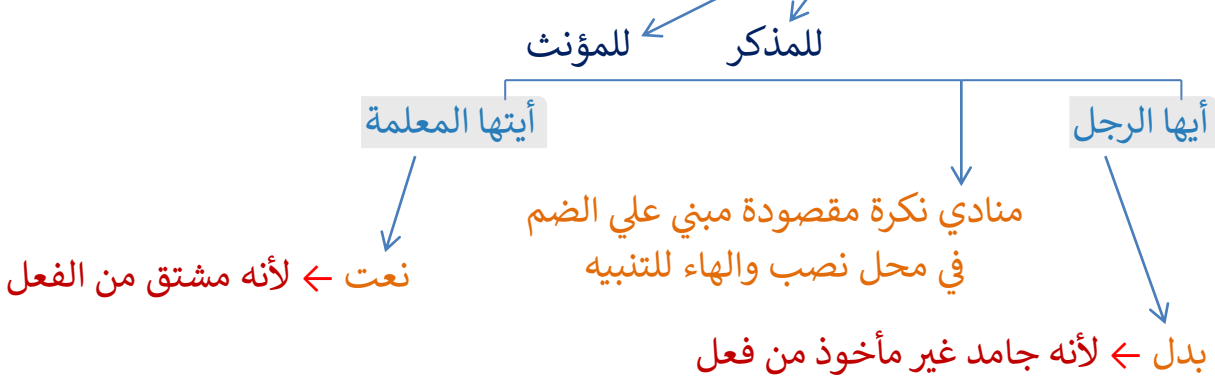 للمذكر للمؤنث
أيها الرجل أيتها المعلمة
منادي نكرة مقصودة مبني علي الضم
في محل نصب والهاء للتنبيه
نعت ← لأنه مشتق من الفعل
بدل ← لأنه جامد غير مأخوذ من فعل